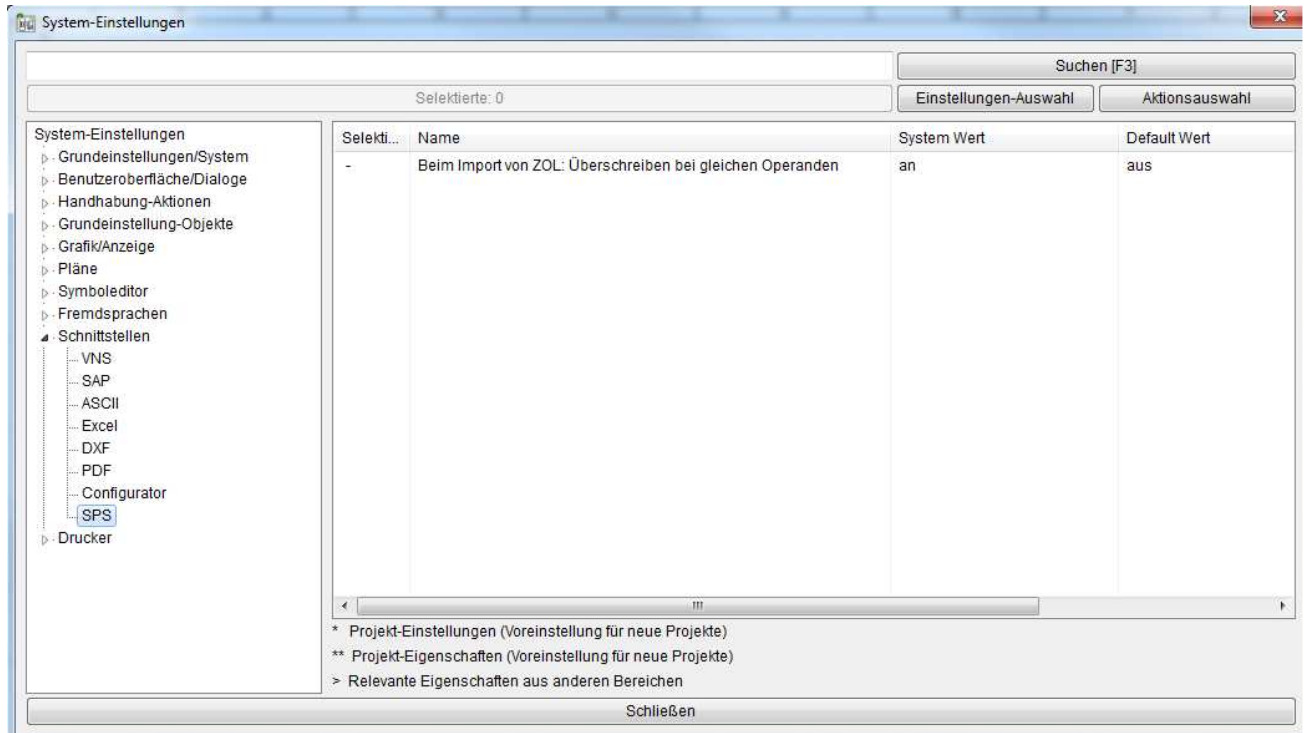 System-Einstellungen
Suchen [F3]
Selektierte: 0
Einstellungen-Auswahl
Aktionsauswahl
System-Einstellungen
Grundeinstellungen/System
Benutzeroberfläche/Dialoge
Handhabung-Aktionen
Grundeinstellung-Objekte
Grafik/Anzeige
Pläne
Symboleditor
Fremdsprachen
Schnittstellen
VNS
SAP
ASCII
Excel
DXF
PDF
Configurator
SPS
Drucker
Selekti... Name System Wert Default Wert
- Beim Import von ZOL: Überschreiben bei gleichen Operanden an aus
* Projekt-Einstellungen (Voreinstellung für neue Projekte)
** Projekt-Eigenschaften (Voreinstellung für neue Projekte)
> Relevante Eigenschaften aus anderen Bereichen
Schließen